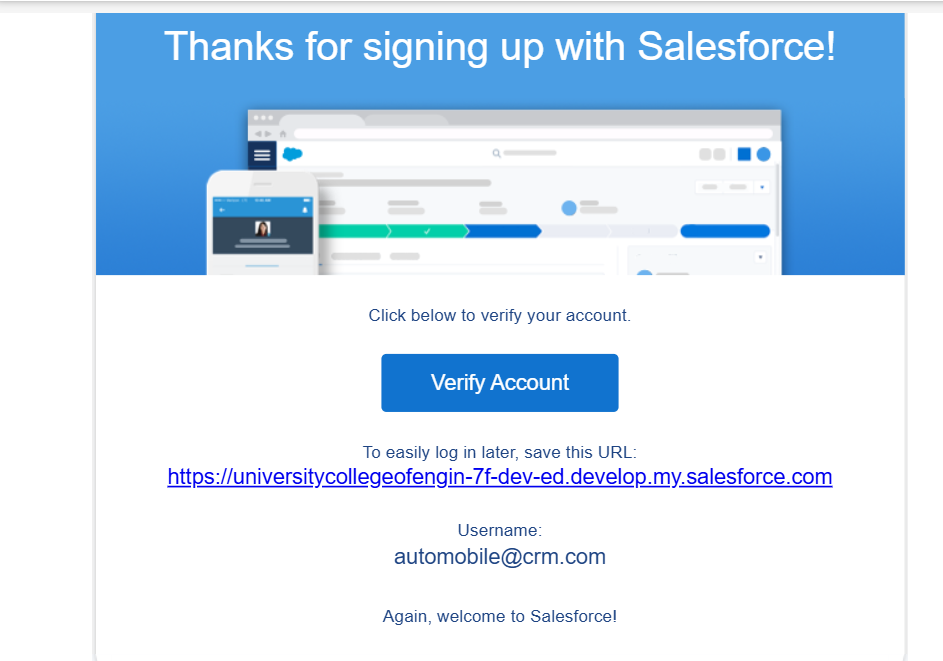 Thanks for signing up with Salesforce!
Click below to verify your account.
Verify Account
To easily log in later, save this URL:
https://universitycollegeofengin-7f-dev-ed.develop.my.salesforce.com
Username:
automobile@crm.com
Again, welcome to Salesforce!